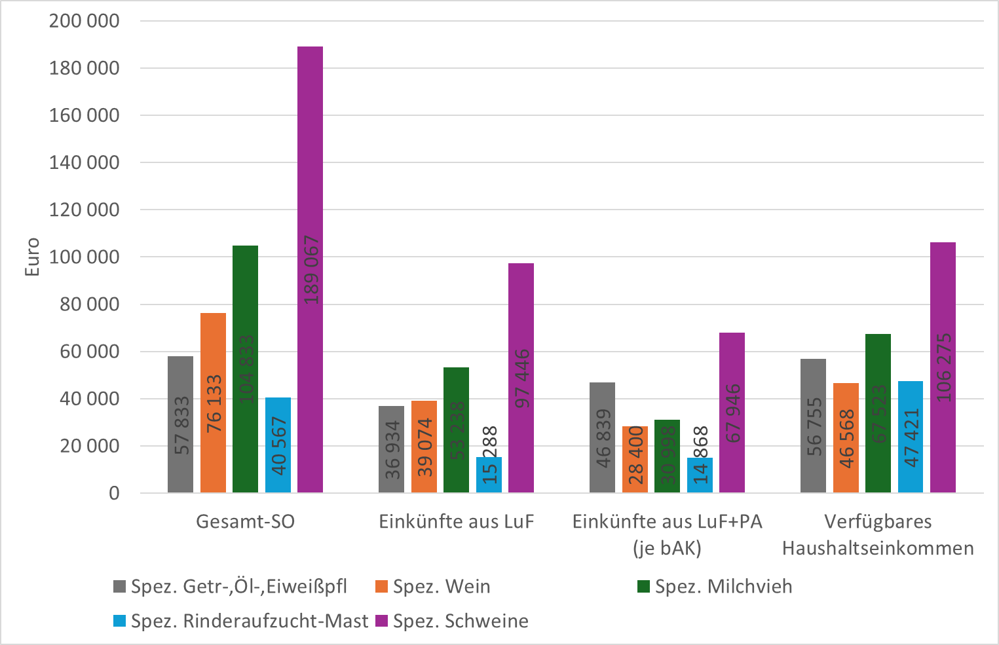 200 000
180 000
160 000
140 000
120 000
100 000
80 000
60 000
40 000
20 000
0
Euro
57 833
76 133
104 833
40 567
189 067
36 934
39 074
53 238
15 288
97 446
46 839
28 400
30 998
14 868
67 946
56 755
46 568
67 523
47 421
106 275
Gesamt-SO
Einkünfte aus LuF
Einkünfte aus LuF+PA
(je bAK)
Verfügbares
Haushaltseinkommen
Spez. Getr-,Öl-,Eiweißpfl
Spez. Wein
Spez. Milchvieh
Spez. Rinderaufzucht-Mast
Spez. Schweine